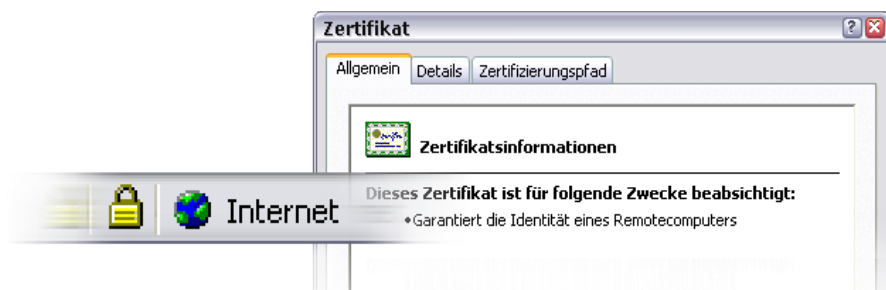 Zertifikat
Allgemein Details Zertifizierungspfad
Zertifikatsinformationen
Dieses Zertifikat ist für folgende Zwecke beabsichtigt:
•Garantiert die Identität eines Remotecomputers
Internet